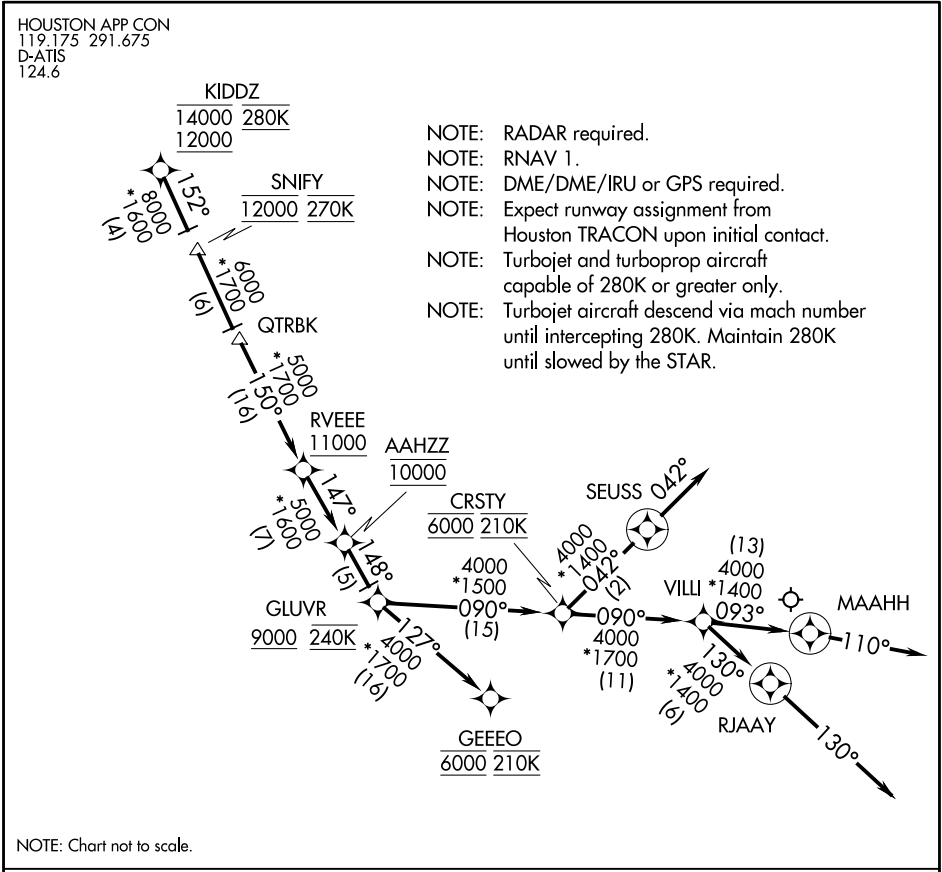 HOUSTON APP CON
119.175 291.675
D-ATIS
124.6
KIDDZ
14000 280K
12000
152°
8000
*1600
(4)
SNIFY
12000 270K
6000
*1700
(6)
QTRBK
5000
*1700
150°
(16)
RVEEE
11000
147°
5000
*1600
(7)
AAHZZ
10000
148°
(5)
GLUVR
9000 240K
4000
*1500
090°
(15)
127°
4000
*1700
(16)
GEEEO
6000 210K
CRSTY
6000 210K
4000
*1400
042°
(2)
SEUSS
042°
090°
4000
*1700
(11)
VILLI
(13)
4000
*1400
093°
MAAHH
110°
130°
4000
*1400
(6)
RJAAY
130°
NOTE: RADAR required.
NOTE: RNAV 1.
NOTE: DME/DME/IRU or GPS required.
NOTE: Expect runway assignment from
Houston TRACON upon initial contact.
NOTE: Turbojet and turboprop aircraft
capable of 280K or greater only.
NOTE: Turbojet aircraft descend via mach number
until intercepting 280K. Maintain 280K
until slowed by the STAR.
NOTE: Chart not to scale.